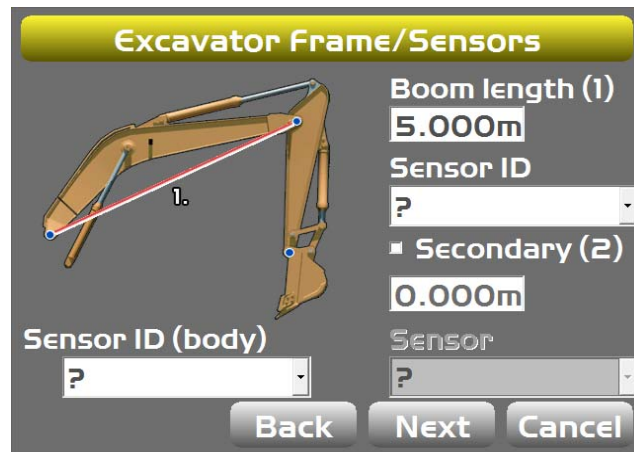 Excavator Frame/Sensors
Boom length (1)
5.000m
Sensor ID
?
Secondary (2)
0.000m
1.
Sensor ID (body)
?
Sensor
?
Back
Next
Cancel